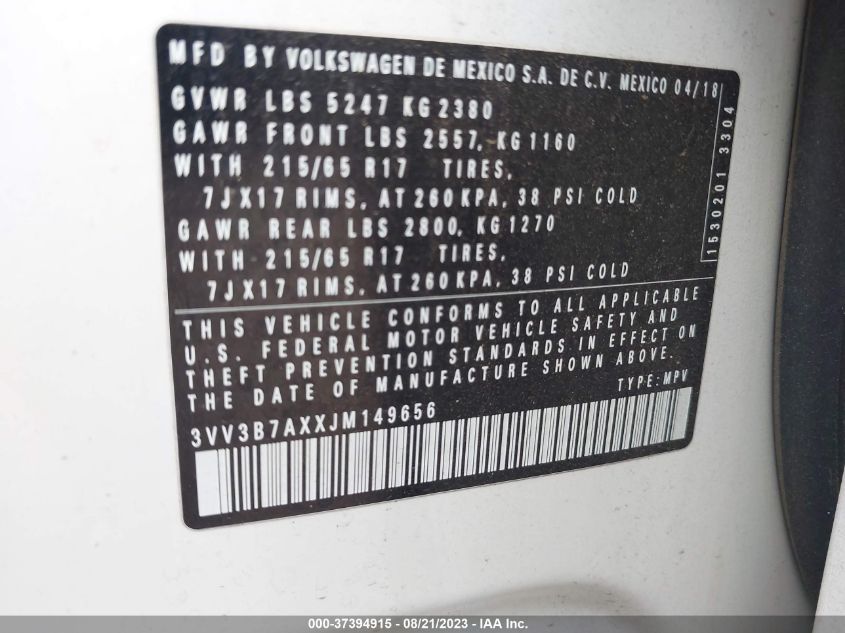 MFD BY VOLKSWAGEN DE MEXICO S.A. DE C.V. MEXICO 04/18
GVWR LBS 5247 KG 2380
GAWR FRONT LBS 2557, KG 1160
WITH 215/65 R17 TIRES,
7JX17 RIMS, AT 260 KPA, 38 PSI COLD
GAWR REAR LBS 2800, KG 1270
WITH 215/65 R17 TIRES,
7JX17 RIMS, AT 260 KPA, 38 PSI COLD
1530201 3304
THIS VEHICLE CONFORMS TO ALL APPLICABLE
U.S. FEDERAL MOTOR VEHICLE SAFETY AND
THEFT PREVENTION STANDARDS IN EFFECT ON
THE DATE OF MANUFACTURE SHOWN ABOVE.
TYPE: MPV
3VV3B7AXXJM149656
000-37394915 - 08/21/2023 - IAA Inc.